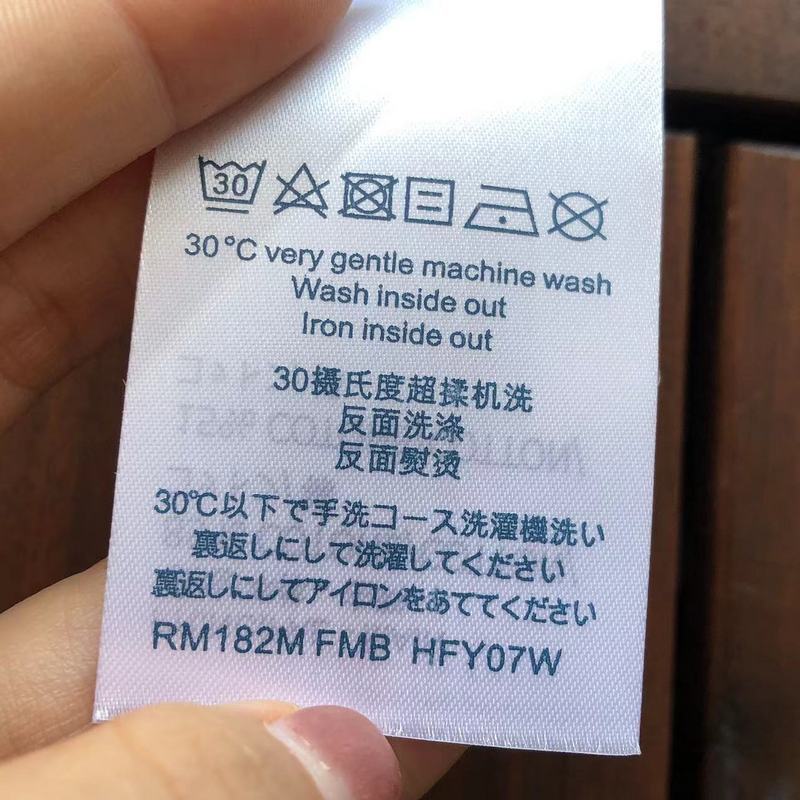 30
30°C very gentle machine wash
Wash inside out
Iron inside out
30摄氏度超揉机洗
反面洗涤
反面熨烫
30℃以下で手洗コース洗濯機洗い
裏返しにして洗濯してください
裏返しにしてアイロンをあててください
RM182M FMB HFY07W